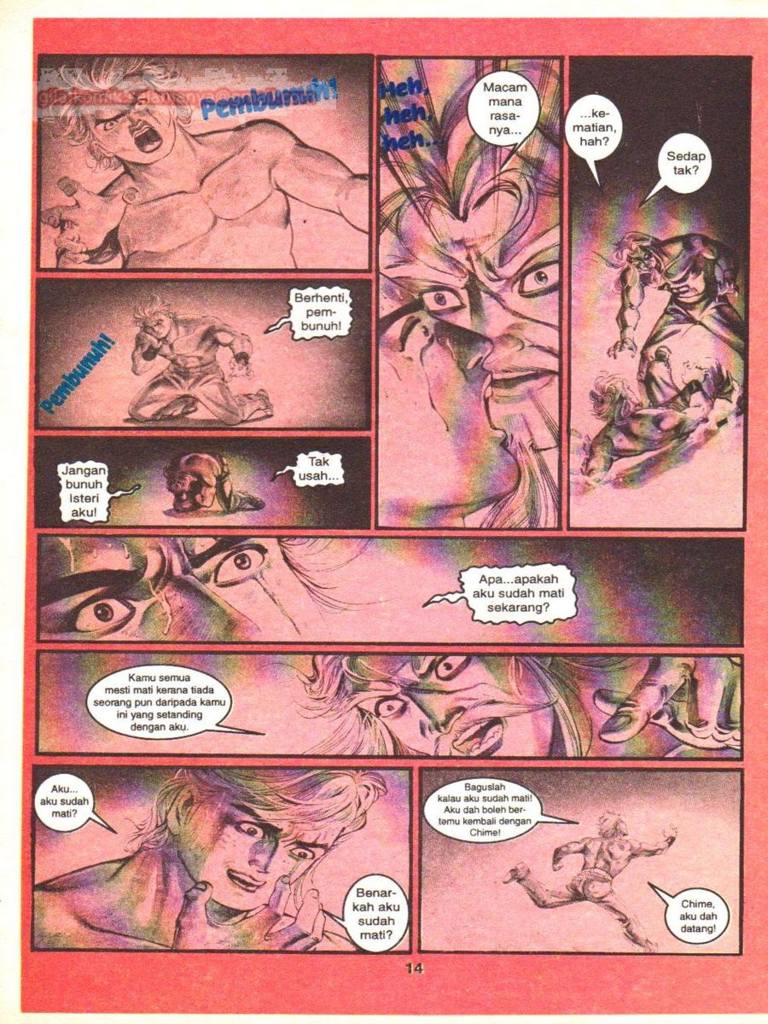 Pembunuh!
Berhenti,
pem-
bunuh!
Pembunuh!
Jangan
bunuh
Isteri
aku!
Tak
usah...
Heh,
heh,
heh...
Macam
mana
rasa-
nya...
...ke-
matian,
hah?
Sedap
tak?
Apa...apakah
aku sudah mati
sekarang?
Kamu semua
mesti mati kerana tiada
seorang pun daripada kamu
ini yang setanding
dengan aku.
Aku...
aku sudah
mati?
Benar-
kah aku
sudah
mati?
Baguslah
kalau aku sudah mati!
Aku dah boleh ber-
temu kembali dengan
Chime!
Chime,
aku dah
datang!
14